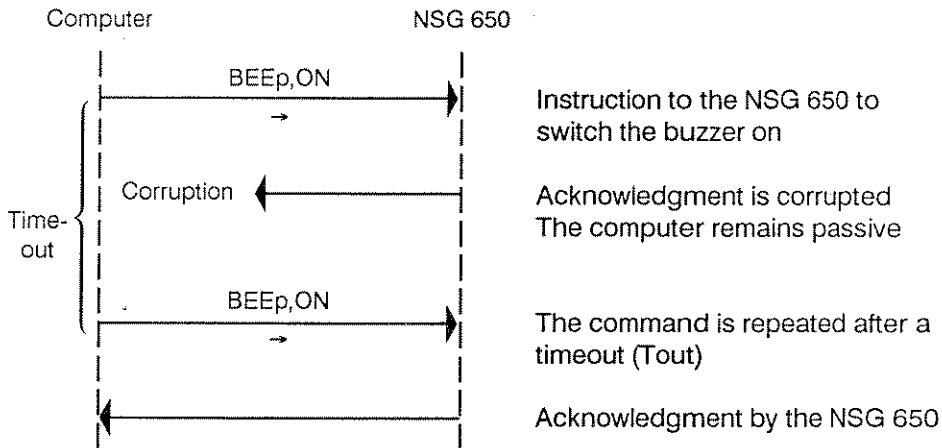 Computer
NSG 650
BEEp,ON
Instruction to the NSG 650 to
switch the buzzer on
Corruption
Acknowledgment is corrupted
The computer remains passive
Time-
out
BEEp,ON
The command is repeated after a
timeout (Tout)
Acknowledgment by the NSG 650